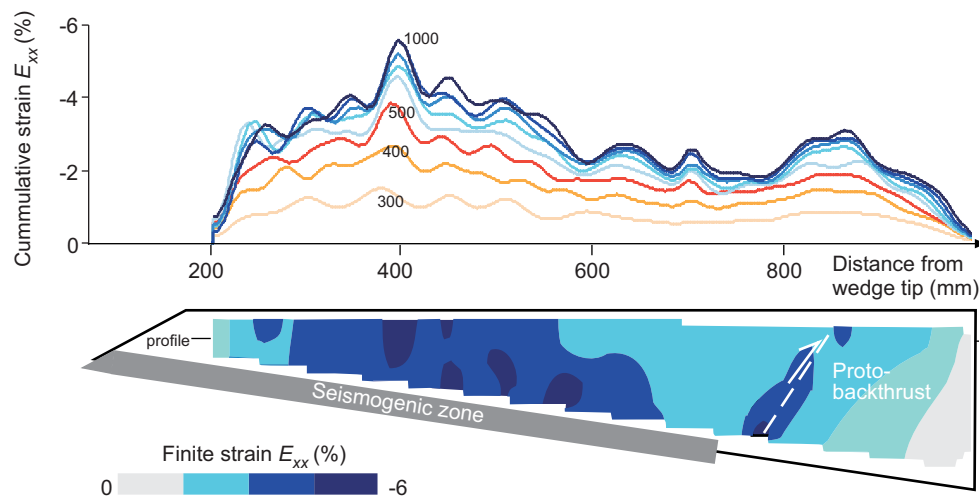 -6
-4
-2
0
Cummulative strain Exx (%)
1000
500
400
300
200
400
600
800
Distance from
wedge tip (mm)
profile
Seismogenic zone
Proto-
backthrust
Finite strain Exx (%)
0
-6